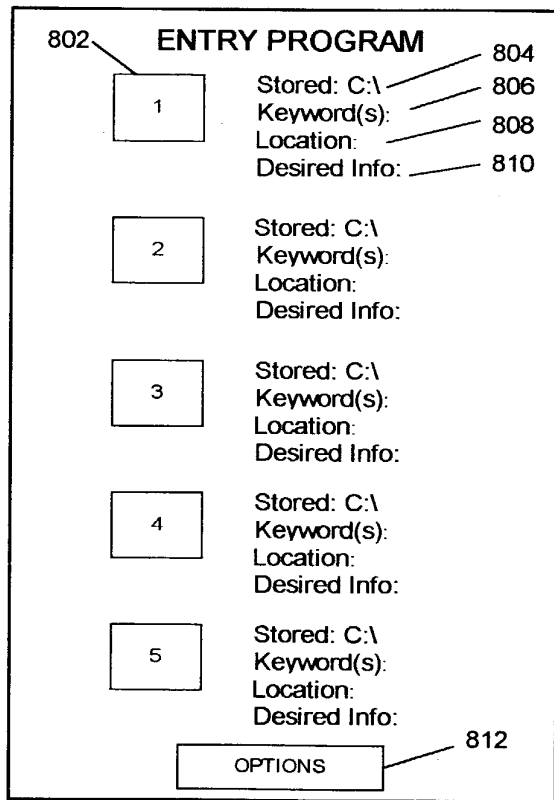 802 ENTRY PROGRAM
804
1 Stored: C:\
806
Keyword(s):
808
Location:
810
Desired Info:
2 Stored: C:\
Keyword(s):
Location:
Desired Info:
3 Stored: C:\
Keyword(s):
Location:
Desired Info:
4 Stored: C:\
Keyword(s):
Location:
Desired Info:
5 Stored: C:\
Keyword(s):
Location:
Desired Info:
812
OPTIONS